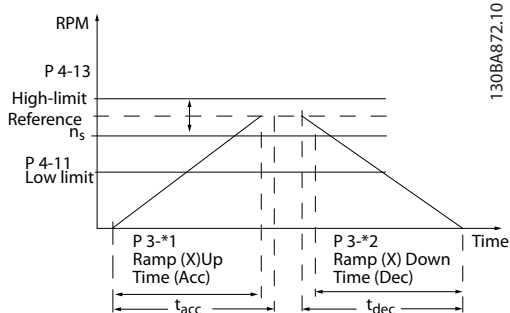 RPM
130BA872.10
P 4-13
High-limit
Reference
ns
P 4-11
Low limit
P 3-*1
Ramp (X)Up
Time (Acc)
P 3-*2
Ramp (X) Down
Time (Dec)
Time
tacc
tdec